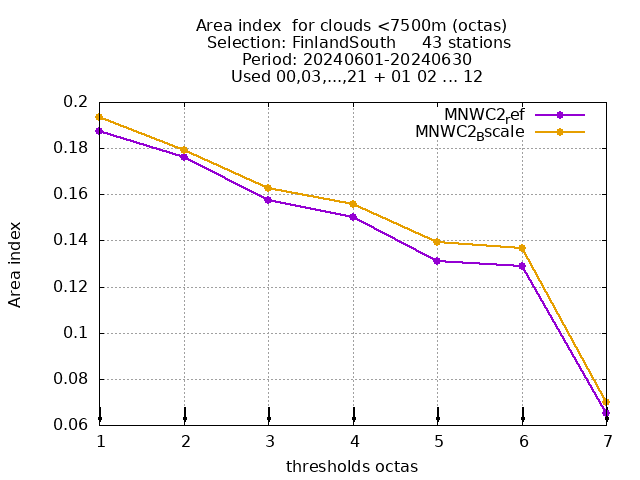 Area index  for clouds <7500m (octas)
Selection: FinlandSouth     43 stations
Period: 20240601-20240630
Used 00,03,...,21 + 01 02 ... 12
MNWC2ref
MNWC2Bscale
0.2
0.18
0.16
0.14
0.12
0.1
0.08
0.06
Area index
1 2 3 4 5 6 7
thresholds octas